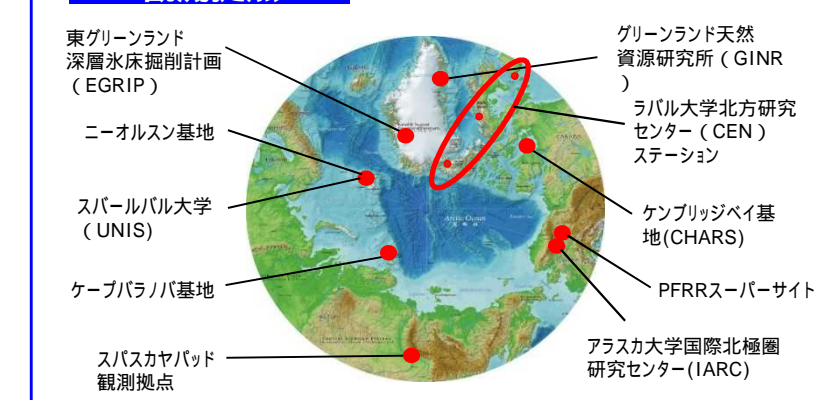 東グリーンランド
深層氷床掘削計画
（EGRIP）
ニーオルスン基地
スバールバル大学
（UNIS)
ケープバラノバ基地
スパスカヤパッド
観測拠点
グリーンランド天然
資源研究所（GINR
）
ラバル大学北方研究
センター（CEN）
ステーション
ケンブリッジベイ基
地(CHARS)
PFRRスーパーサイト
アラスカ大学国際北極圏
研究センター(IARC)
Arctic Ocean